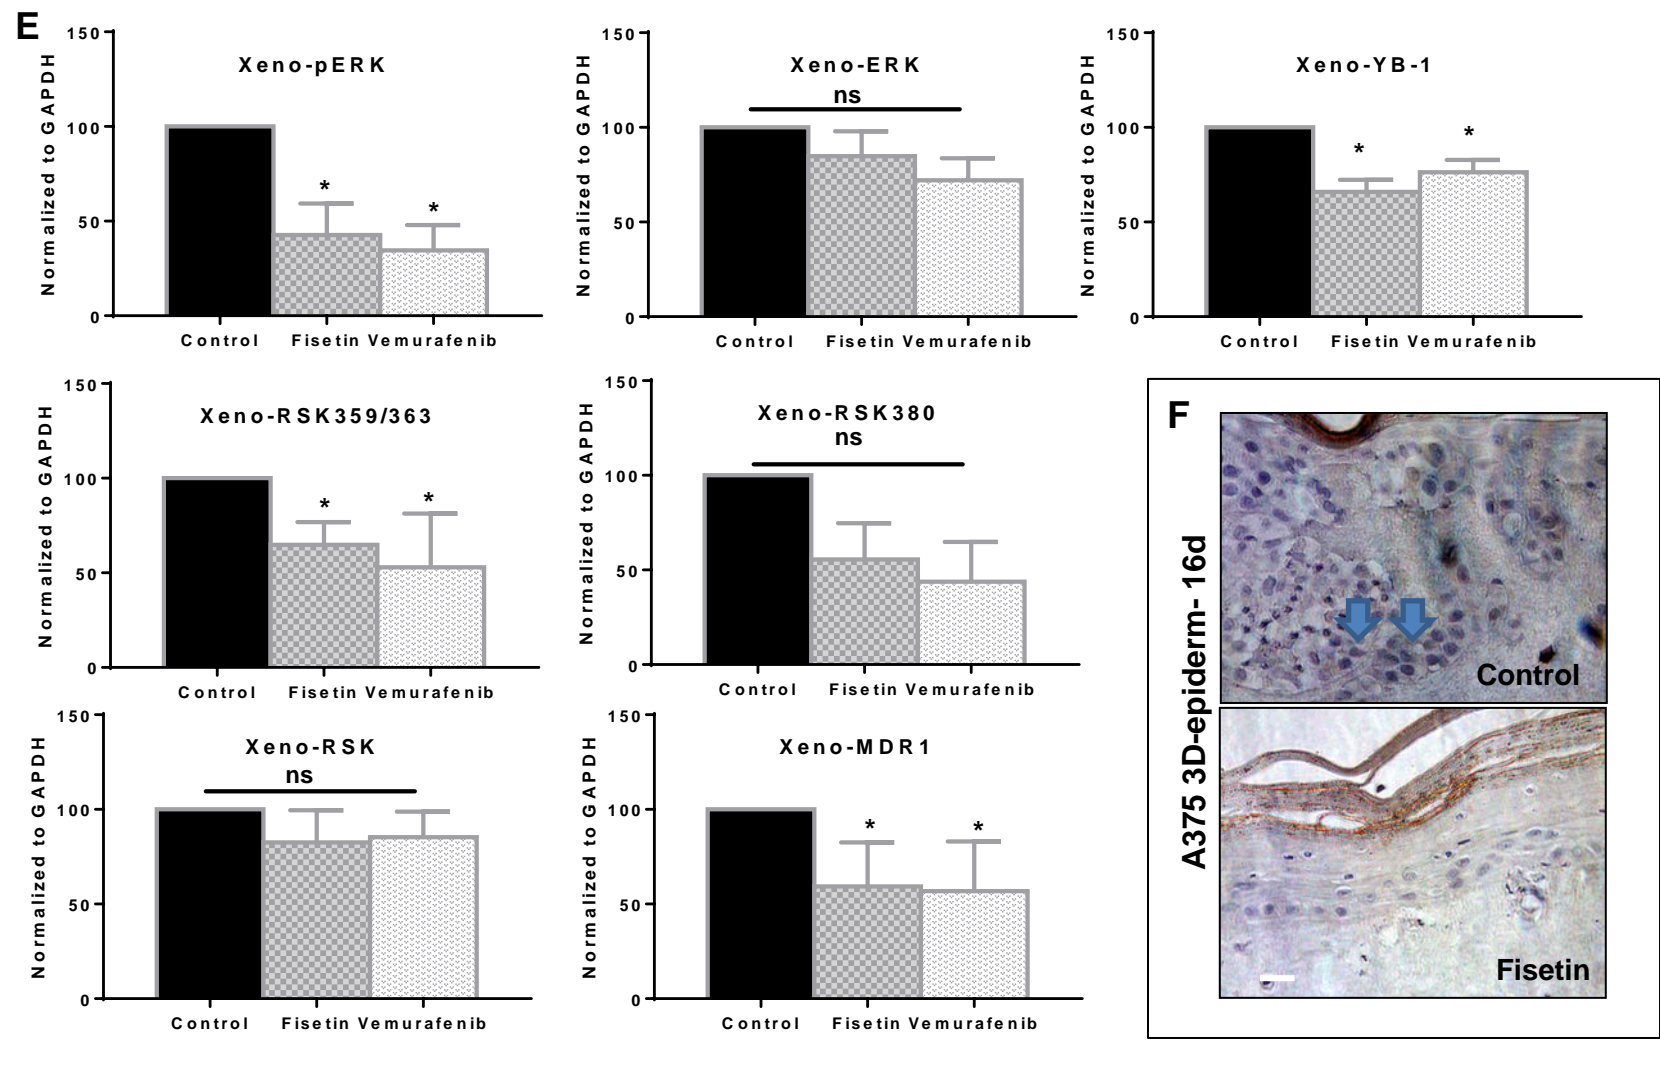 E
Xeno-pERK
Normalized to GAPDH
150
100
50
0
*
*
Control Fisetin Vemurafenib
Xeno-ERK
ns
Normalized to GAPDH
150
100
50
0
Control Fisetin Vemurafenib
Xeno-YB-1
Normalized to GAPDH
150
100
50
0
*
*
Control Fisetin Vemurafenib
Xeno-RSK359/363
Normalized to GAPDH
150
100
50
0
*
*
Control Fisetin Vemurafenib
Xeno-RSK380
ns
Normalized to GAPDH
150
100
50
0
Control Fisetin Vemurafenib
Xeno-RSK
ns
Normalized to GAPDH
150
100
50
0
Control Fisetin Vemurafenib
Xeno-MDR1
Normalized to GAPDH
150
100
50
0
*
*
Control Fisetin Vemurafenib
F
A375 3D-epiderm- 16d
Control
Fisetin